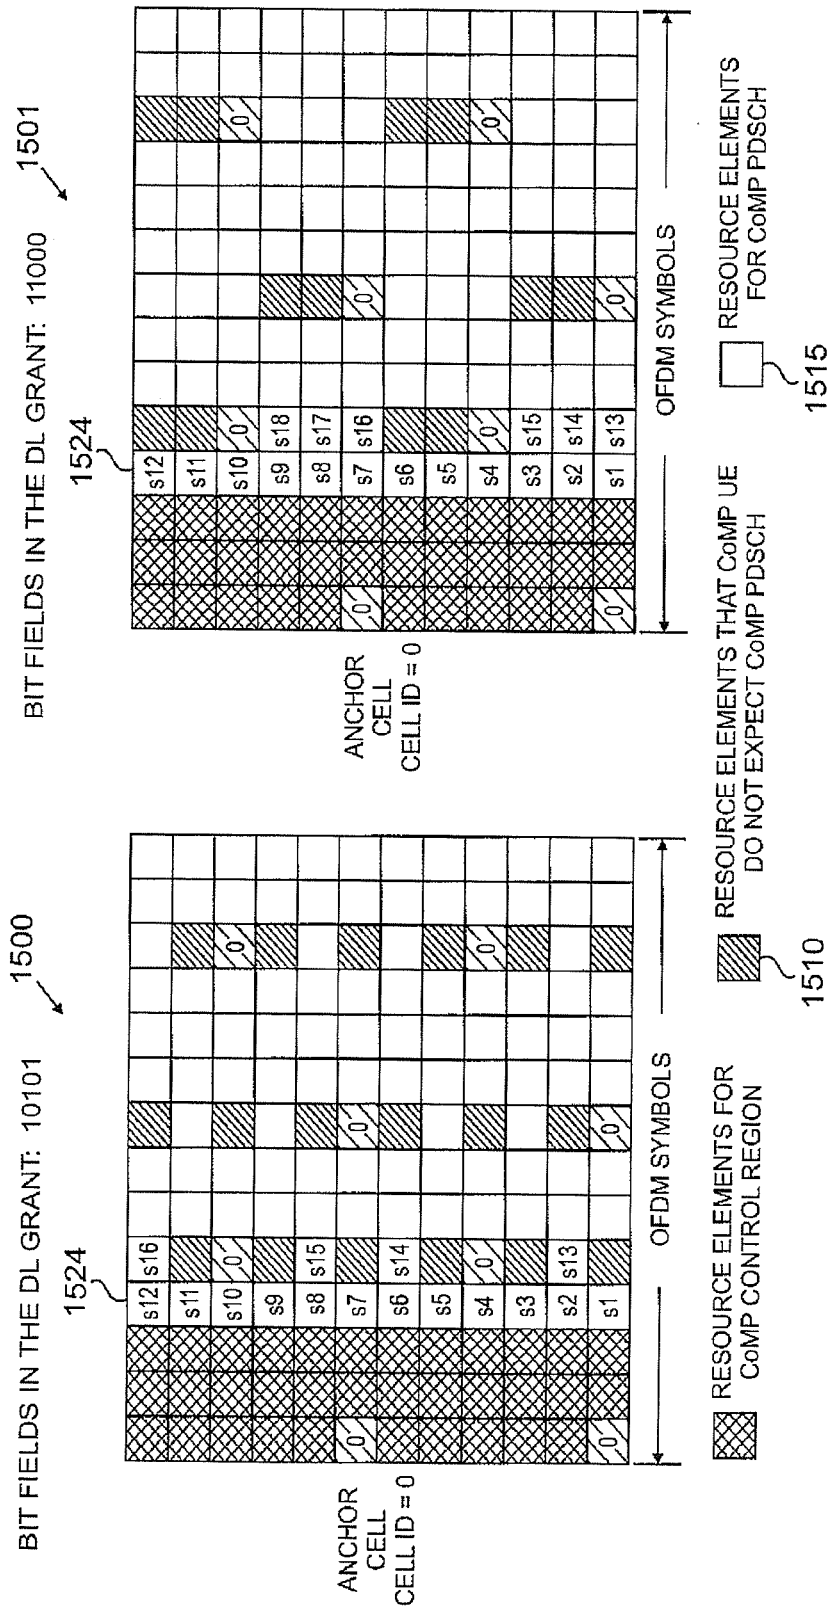 BIT FIELDS IN THE DL GRANT: 10101
1500
1524
s12 s16
s11
s10 0 0
s9
s8 s15
0 s7 0
s6 s14
s5
s4 0 0
s3
s2 s13
0 s1 0
ANCHOR
CELL
CELL ID = 0
OFDM SYMBOLS
BIT FIELDS IN THE DL GRANT: 11000
1501
1524
s12
s11
s10 0 0
s9 s18
s8 s17
0 s7 s16 0
s6
s5
s4 0 0
s3 s15
s2 s14
0 s1 s13 0
ANCHOR
CELL
CELL ID = 0
OFDM SYMBOLS
RESOURCE ELEMENTS FOR
CoMP CONTROL REGION
RESOURCE ELEMENTS THAT CoMP UE
DO NOT EXPECT CoMP PDSCH
1510
RESOURCE ELEMENTS
FOR CoMP PDSCH
1515